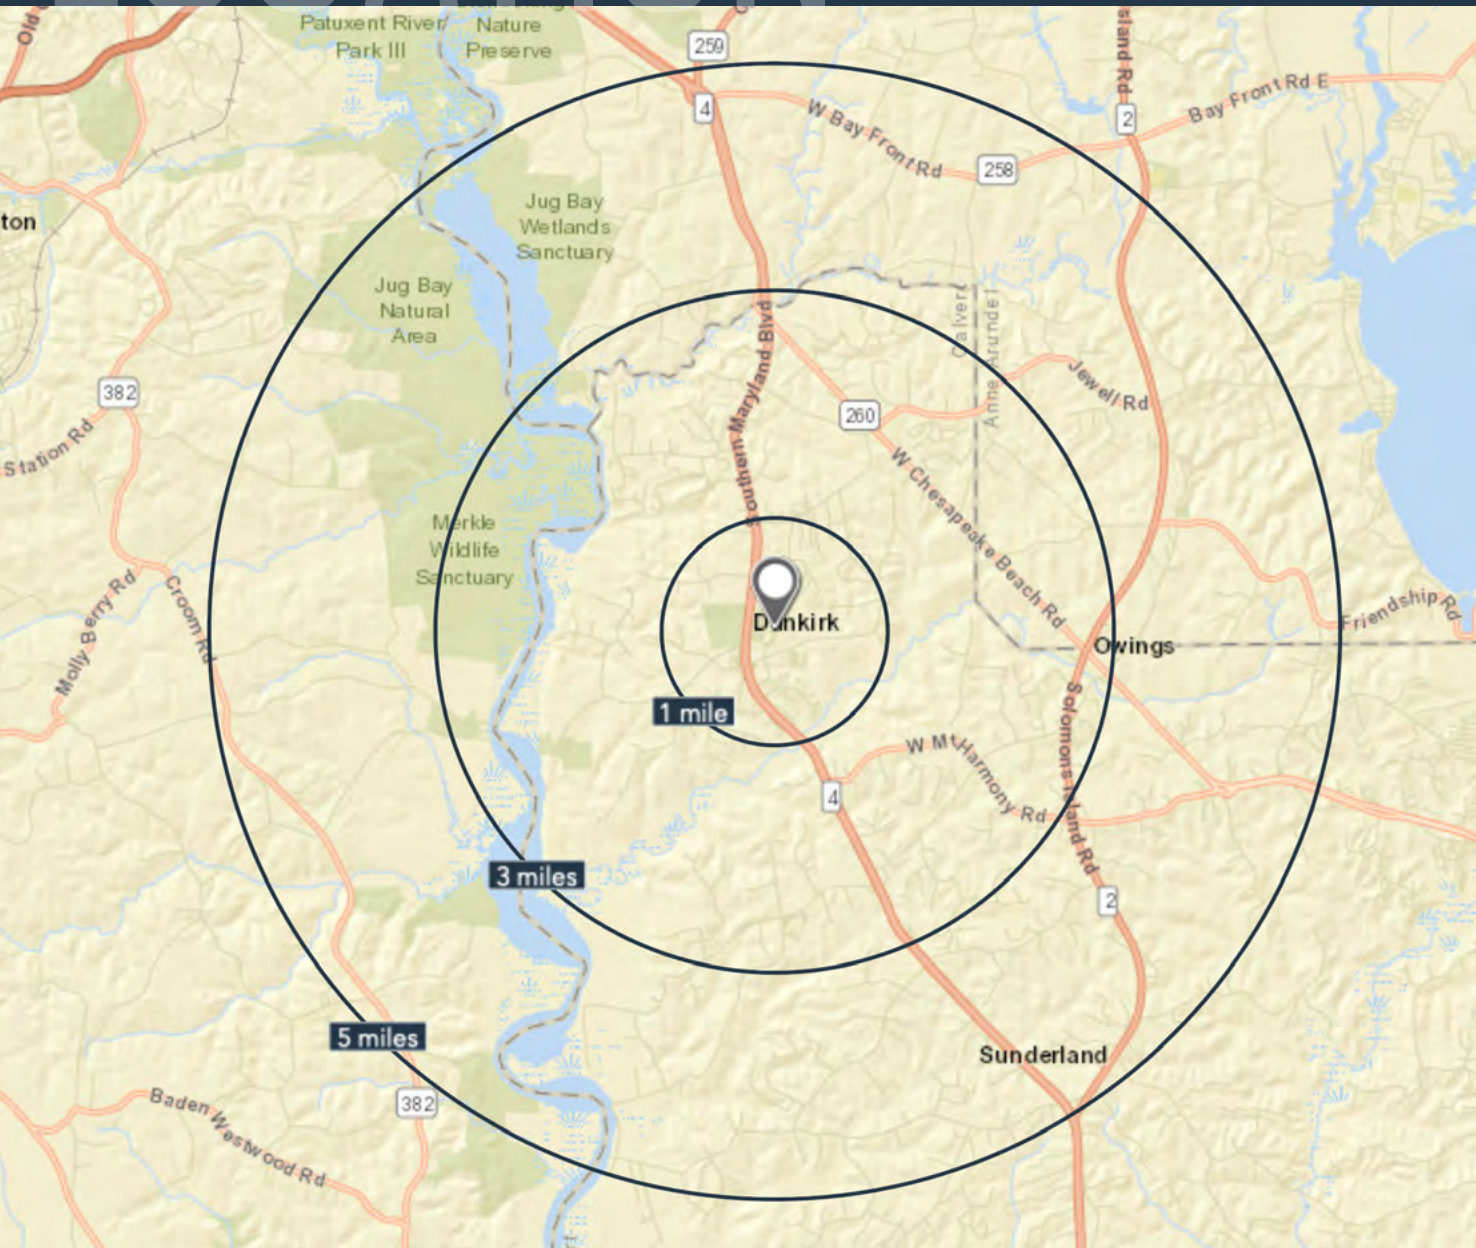 Old
Patuxent River
Park III
Nature
Preserve
259
4
W Bay Front Rd
258
2
Island Rd
Bay Front Rd E
ton
Jug Bay
Wetlands
Sanctuary
Jug Bay
Natural
Area
382
Station Rd
Southern Maryland Blvd
Calvert
Anne Arundel
260
Jewell Rd
W Chesapeake Beach Rd
Merkle
Wildlife
Sanctuary
Molly Berry Rd
Croom Rd
Dunkirk
Owings
Friendship Rd
1 mile
W Mt Harmony Rd
Solomons Island Rd
4
3 miles
2
5 miles
Sunderland
382
Baden Westwood Rd